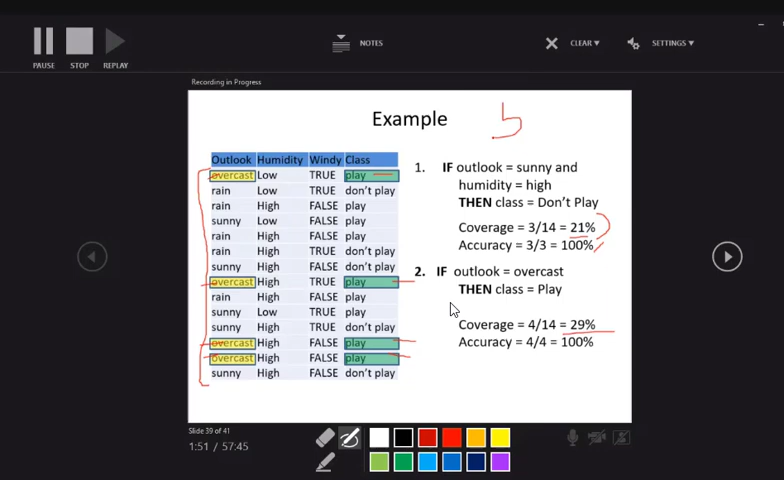 PAUSE STOP REPLAY NOTES CLEAR SETTINGS
Recording in Progress
Example 5
Outlook Humidity Windy Class
overcast Low TRUE play
rain Low TRUE don't play
rain High FALSE play
sunny Low FALSE play
rain High FALSE play
rain High TRUE don't play
sunny High FALSE don't play
overcast High TRUE play
rain High FALSE play
sunny Low TRUE play
sunny High TRUE don't play
overcast High FALSE play
overcast High FALSE play
sunny High FALSE don't play
1. IF outlook = sunny and
humidity = high
THEN class = Don't Play
Coverage = 3/14 = 21%
Accuracy = 3/3 = 100%
2. IF outlook = overcast
THEN class = Play
Coverage = 4/14 = 29%
Accuracy = 4/4 = 100%
Slide 39 of 41
1:51 / 57:45